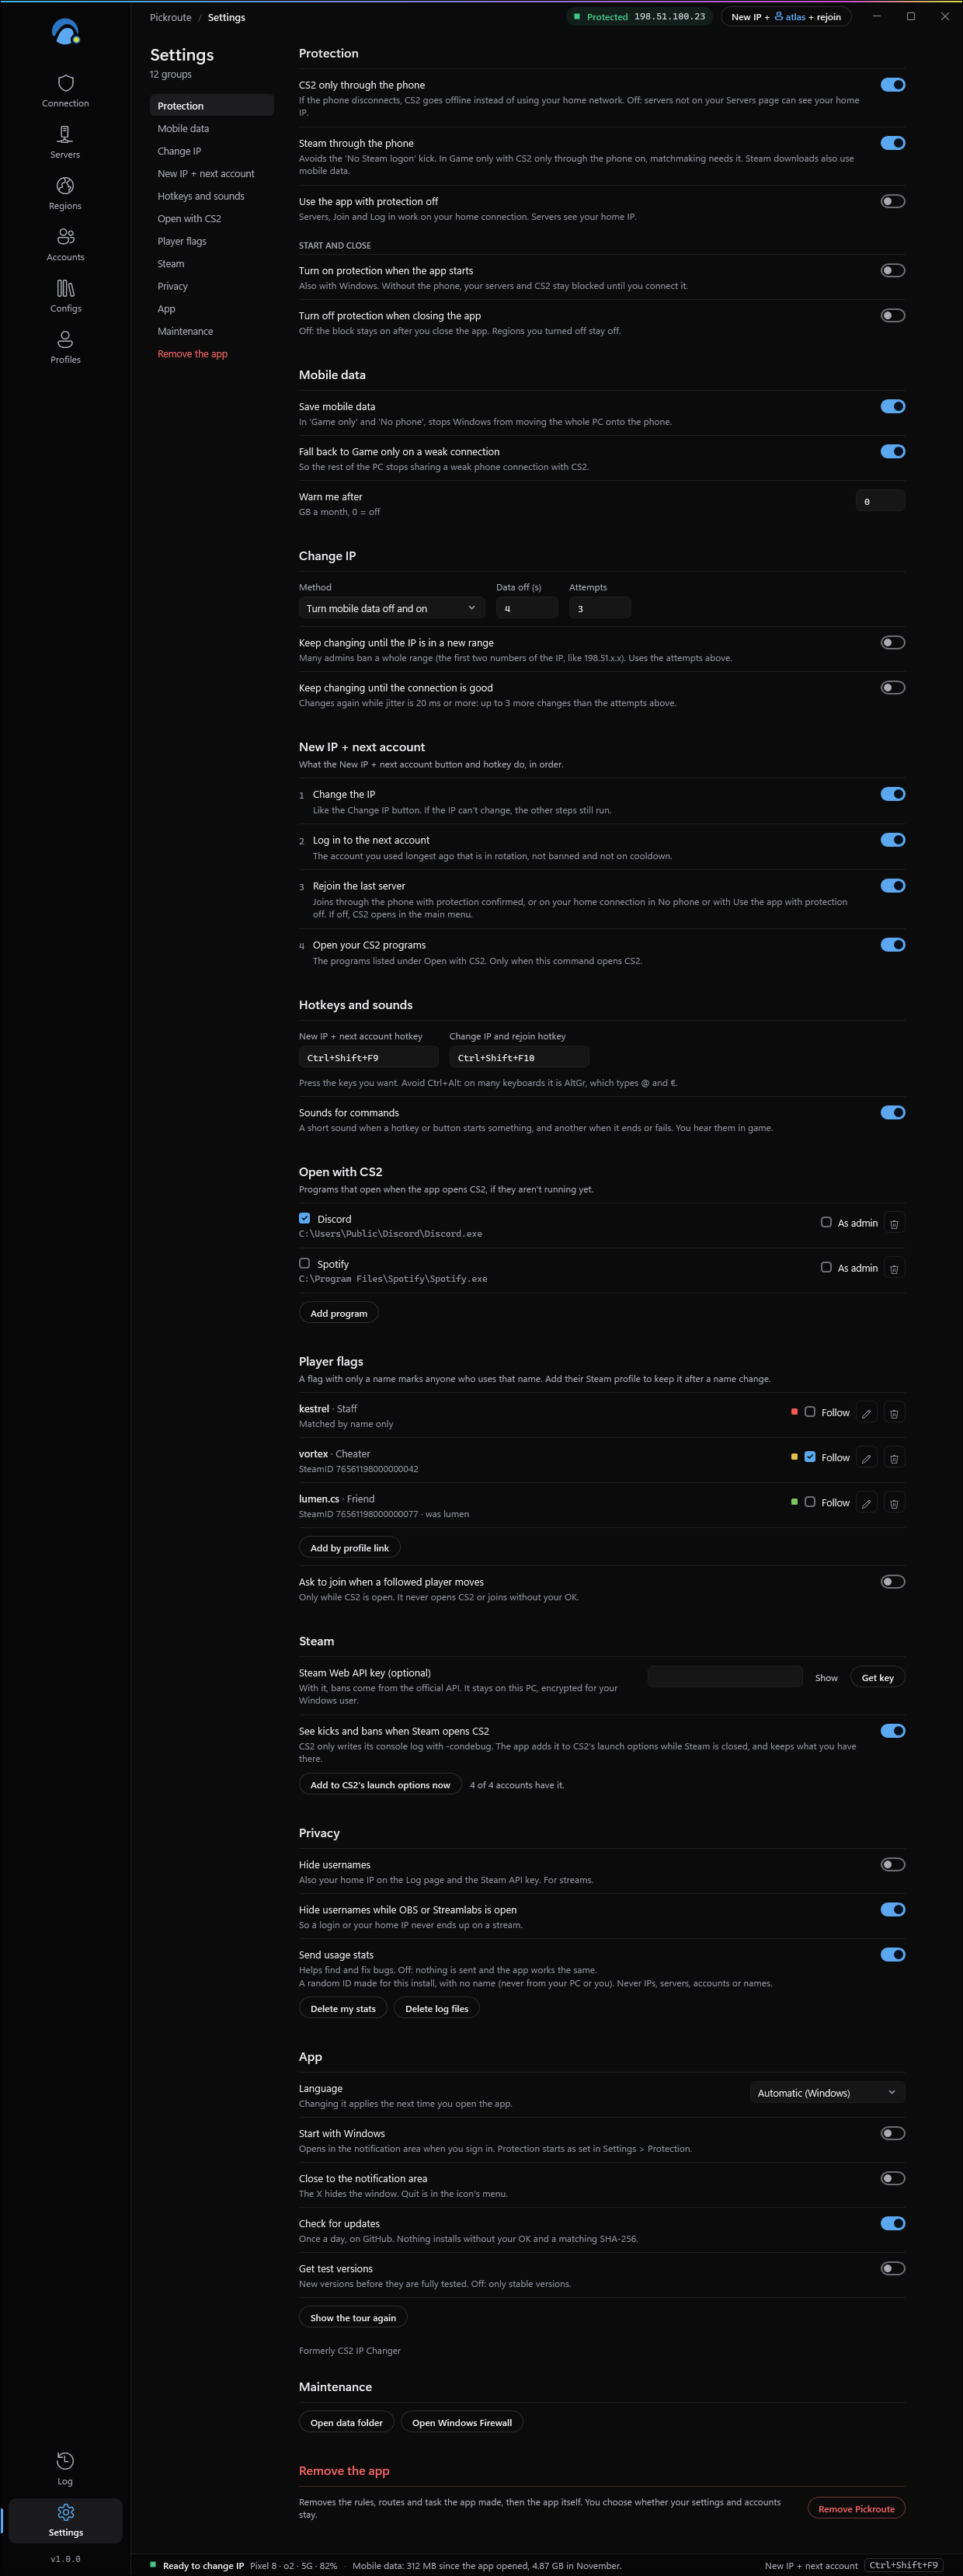 Pickroute / Settings
Protected 198.51.100.23
New IP + atlas + rejoin
Connection
Servers
Regions
Accounts
Configs
Profiles
Log
Settings
v1.0.0
Settings
12 groups
Protection
Mobile data
Change IP
New IP + next account
Hotkeys and sounds
Open with CS2
Player flags
Steam
Privacy
App
Maintenance
Remove the app
Protection
CS2 only through the phone
If the phone disconnects, CS2 goes offline instead of using your home network. Off: servers not on your Servers page can see your home
IP.
Steam through the phone
Avoids the 'No Steam logon' kick. In Game only with CS2 only through the phone on, matchmaking needs it. Steam downloads also use
mobile data.
Use the app with protection off
Servers, Join and Log in work on your home connection. Servers see your home IP.
START AND CLOSE
Turn on protection when the app starts
Also with Windows. Without the phone, your servers and CS2 stay blocked until you connect it.
Turn off protection when closing the app
Off: the block stays on after you close the app. Regions you turned off stay off.
Mobile data
Save mobile data
In 'Game only' and 'No phone', stops Windows from moving the whole PC onto the phone.
Fall back to Game only on a weak connection
So the rest of the PC stops sharing a weak phone connection with CS2.
Warn me after
GB a month, 0 = off
0
Change IP
Method
Data off (s)
Attempts
Turn mobile data off and on
4
3
Keep changing until the IP is in a new range
Many admins ban a whole range (the first two numbers of the IP, like 198.51.x.x). Uses the attempts above.
Keep changing until the connection is good
Changes again while jitter is 20 ms or more: up to 3 more changes than the attempts above.
New IP + next account
What the New IP + next account button and hotkey do, in order.
1 Change the IP
Like the Change IP button. If the IP can't change, the other steps still run.
2 Log in to the next account
The account you used longest ago that is in rotation, not banned and not on cooldown.
3 Rejoin the last server
Joins through the phone with protection confirmed, or on your home connection in No phone or with Use the app with protection
off. If off, CS2 opens in the main menu.
4 Open your CS2 programs
The programs listed under Open with CS2. Only when this command opens CS2.
Hotkeys and sounds
New IP + next account hotkey
Change IP and rejoin hotkey
Ctrl+Shift+F9
Ctrl+Shift+F10
Press the keys you want. Avoid Ctrl+Alt: on many keyboards it is AltGr, which types @ and €.
Sounds for commands
A short sound when a hotkey or button starts something, and another when it ends or fails. You hear them in game.
Open with CS2
Programs that open when the app opens CS2, if they aren't running yet.
Discord
C:\Users\Public\Discord\Discord.exe
As admin
Spotify
C:\Program Files\Spotify\Spotify.exe
As admin
Add program
Player flags
A flag with only a name marks anyone who uses that name. Add their Steam profile to keep it after a name change.
kestrel · Staff
Matched by name only
Follow
vortex · Cheater
SteamID 76561198000000042
Follow
lumen.cs · Friend
SteamID 76561198000000077 · was lumen
Follow
Add by profile link
Ask to join when a followed player moves
Only while CS2 is open. It never opens CS2 or joins without your OK.
Steam
Steam Web API key (optional)
With it, bans come from the official API. It stays on this PC, encrypted for your
Windows user.
Show
Get key
See kicks and bans when Steam opens CS2
CS2 only writes its console log with -condebug. The app adds it to CS2's launch options while Steam is closed, and keeps what you have
there.
Add to CS2's launch options now
4 of 4 accounts have it.
Privacy
Hide usernames
Also your home IP on the Log page and the Steam API key. For streams.
Hide usernames while OBS or Streamlabs is open
So a login or your home IP never ends up on a stream.
Send usage stats
Helps find and fix bugs. Off: nothing is sent and the app works the same.
A random ID made for this install, with no name (never from your PC or you). Never IPs, servers, accounts or names.
Delete my stats
Delete log files
App
Language
Changing it applies the next time you open the app.
Automatic (Windows)
Start with Windows
Opens in the notification area when you sign in. Protection starts as set in Settings > Protection.
Close to the notification area
The X hides the window. Quit is in the icon's menu.
Check for updates
Once a day, on GitHub. Nothing installs without your OK and a matching SHA-256.
Get test versions
New versions before they are fully tested. Off: only stable versions.
Show the tour again
Formerly CS2 IP Changer
Maintenance
Open data folder
Open Windows Firewall
Remove the app
Removes the rules, routes and task the app made, then the app itself. You choose whether your settings and accounts
stay.
Remove Pickroute
Ready to change IP Pixel 8 · o2 · 5G · 82% · Mobile data: 312 MB since the app opened, 4.87 GB in November.
New IP + next account Ctrl+Shift+F9